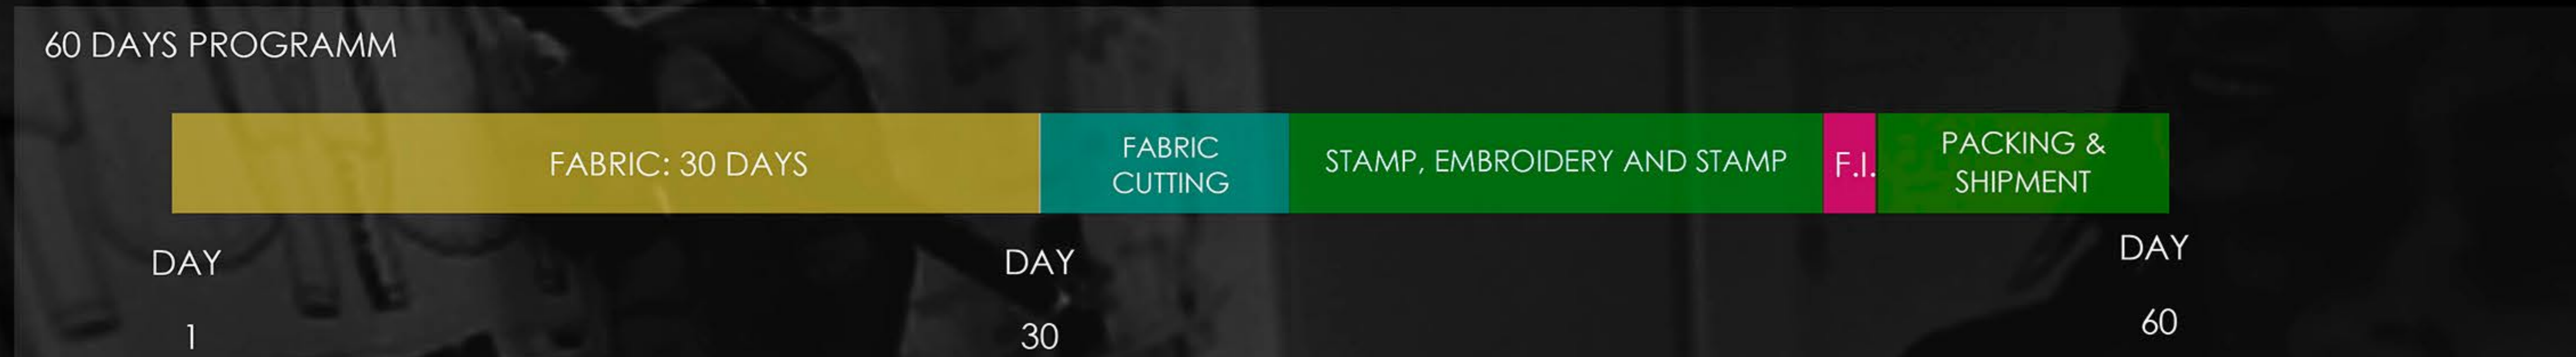 60 DAYS PROGRAMM
FABRIC: 30 DAYS
FABRIC
CUTTING
STAMP, EMBROIDERY AND STAMP
F.I.
PACKING &
SHIPMENT
DAY
1
DAY
30
DAY
60